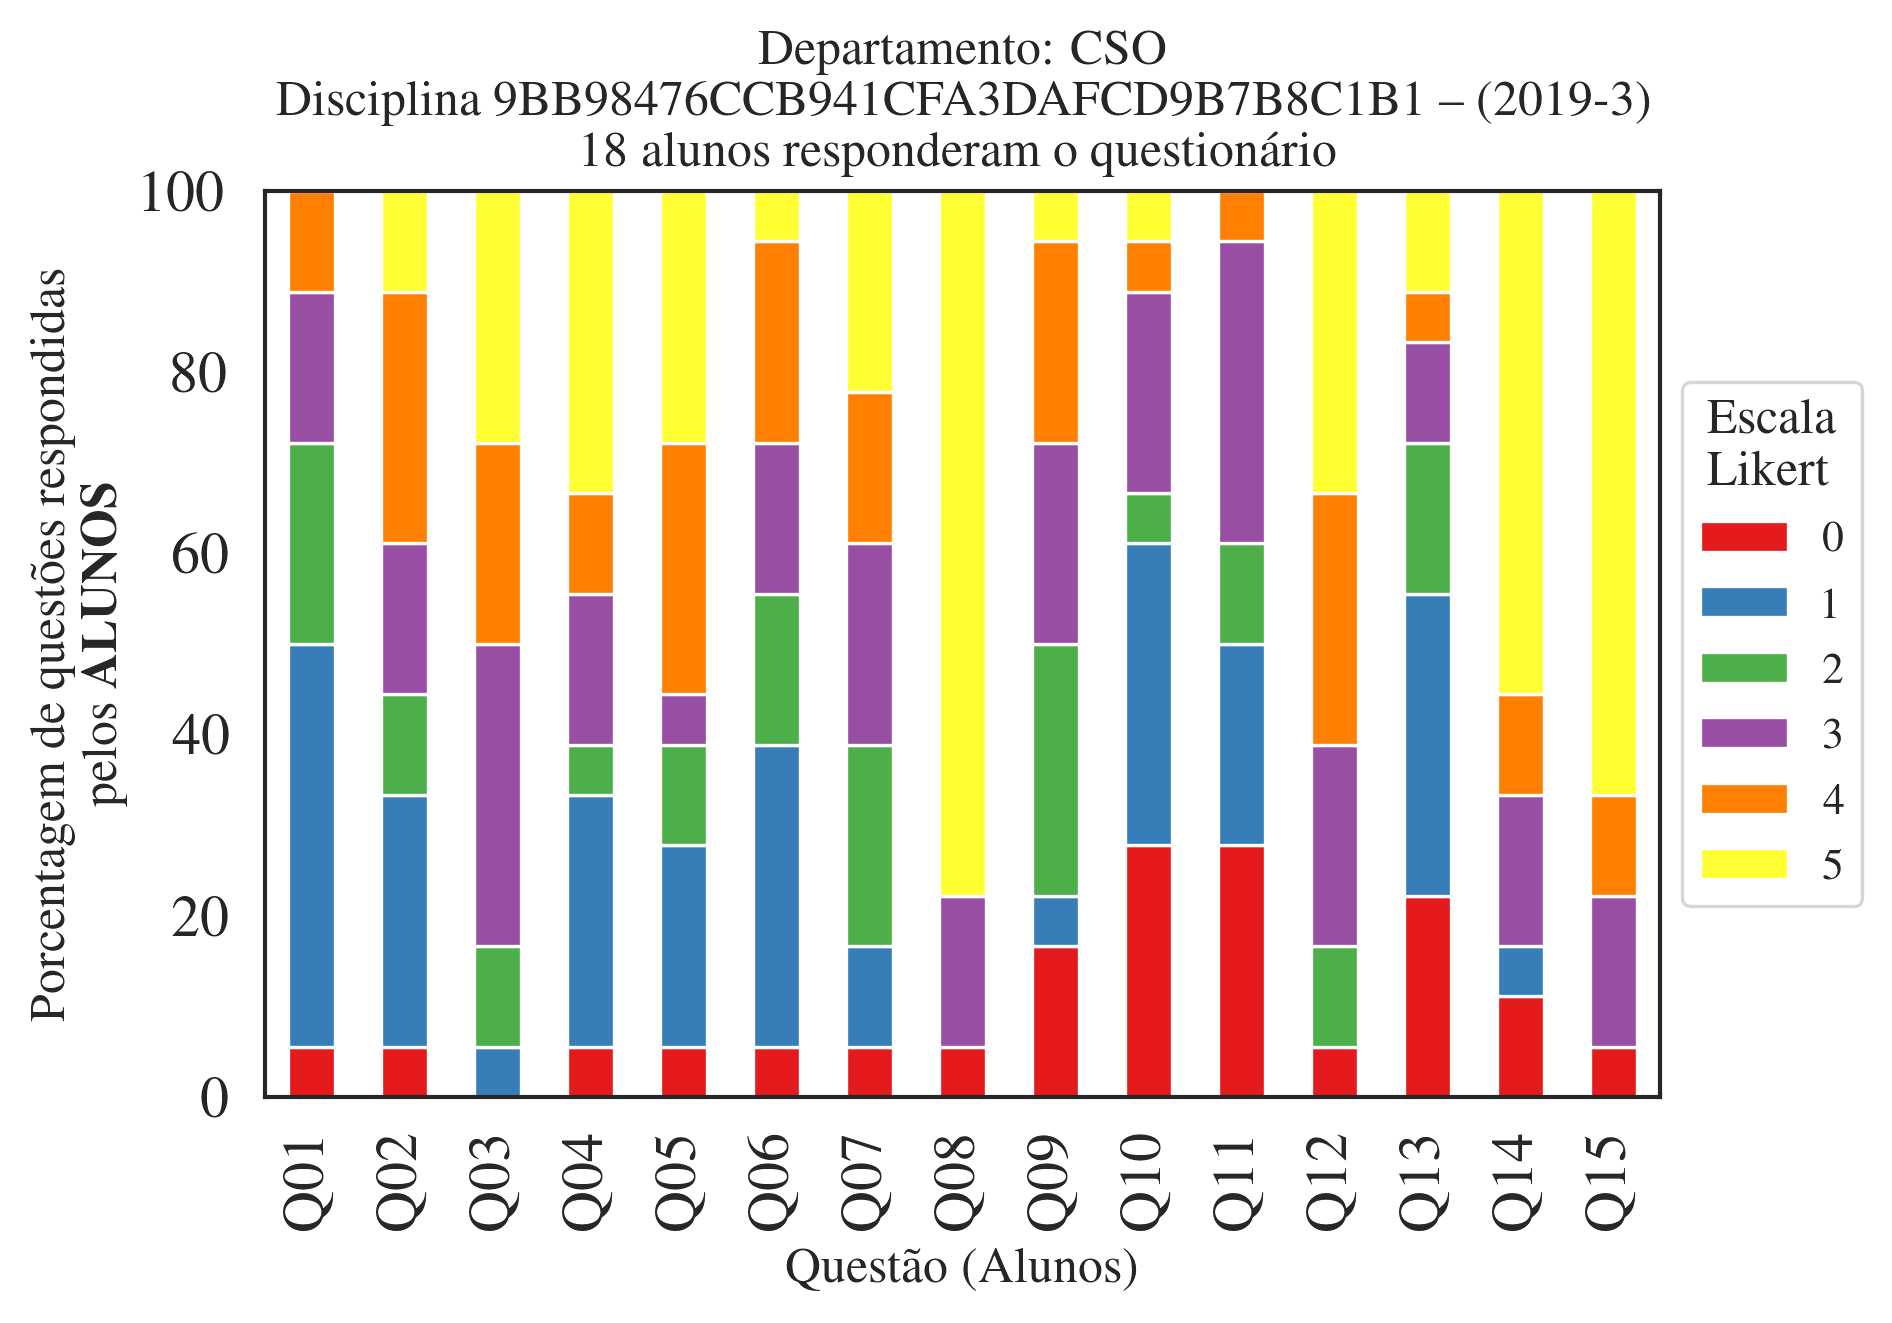 Departamento: CSO
Disciplina 9BB98476CCB941CFA3DAFCD9B7B8C1B1 – (2019-3)
18 alunos responderam o questionário
Porcentagem de questões respondidas
pelos ALUNOS
100
80
60
40
20
0
Q01
Q02
Q03
Q04
Q05
Q06
Q07
Q08
Q09
Q10
Q11
Q12
Q13
Q14
Q15
Questão (Alunos)
Escala
Likert
0
1
2
3
4
5